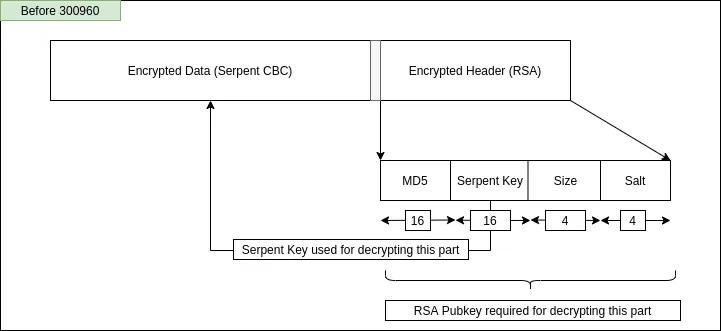 Before 300960
Encrypted Data (Serpent CBC)
Encrypted Header (RSA)
MD5
Serpent Key
Size
Salt
16
16
4
4
Serpent Key used for decrypting this part
RSA Pubkey required for decrypting this part